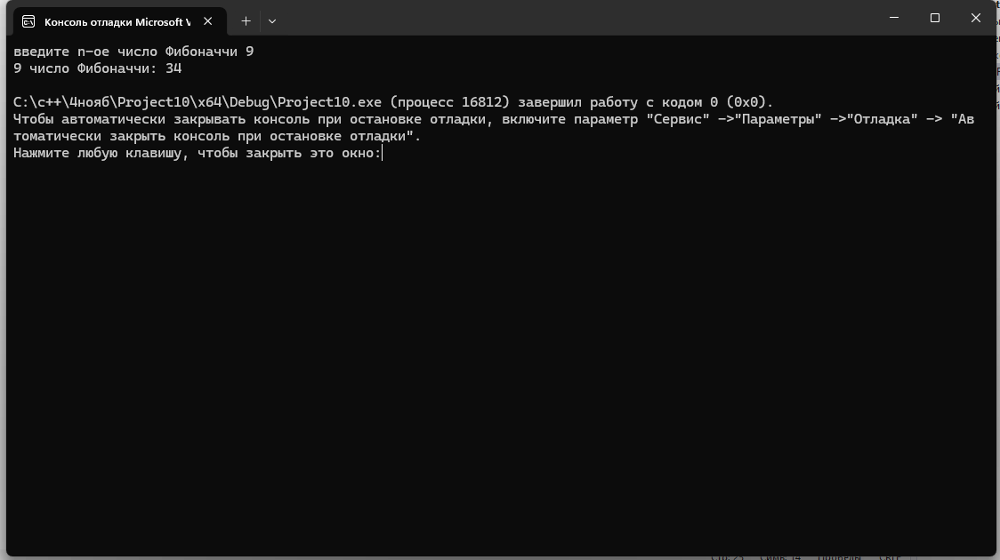 Консоль отладки Microsoft V
введите n-ое число Фибоначчи 9
9 число Фибоначчи: 34
C:\c++\4нояб\Project10\x64\Debug\Project10.exe (процесс 16812) завершил работу с кодом 0 (0x0).
Чтобы автоматически закрывать консоль при остановке отладки, включите параметр "Сервис" ->"Параметры" ->"Отладка" -> "Ав
томатически закрыть консоль при остановке отладки".
Нажмите любую клавишу, чтобы закрыть это окно: